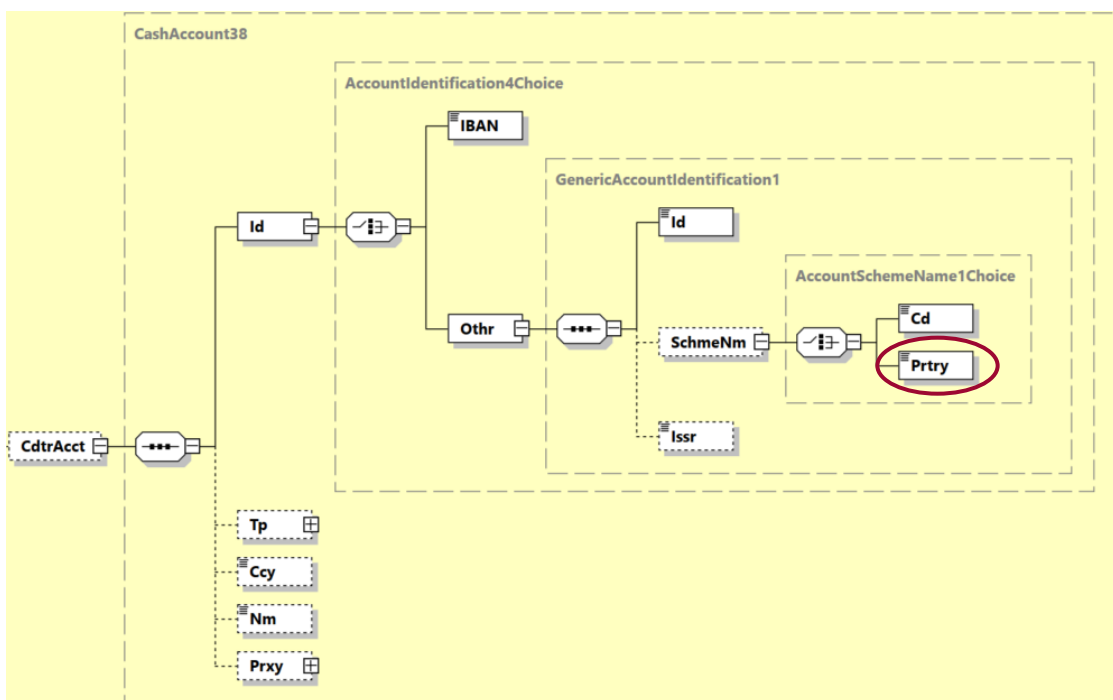 CashAccount38
AccountIdentification4Choice
IBAN
GenericAccountIdentification1
Id
Id
AccountSchemeName1Choice
Cd
Othr
SchmeNm
Prtry
Issr
CdtrAcct
Tp
Ccy
Nm
Prxy